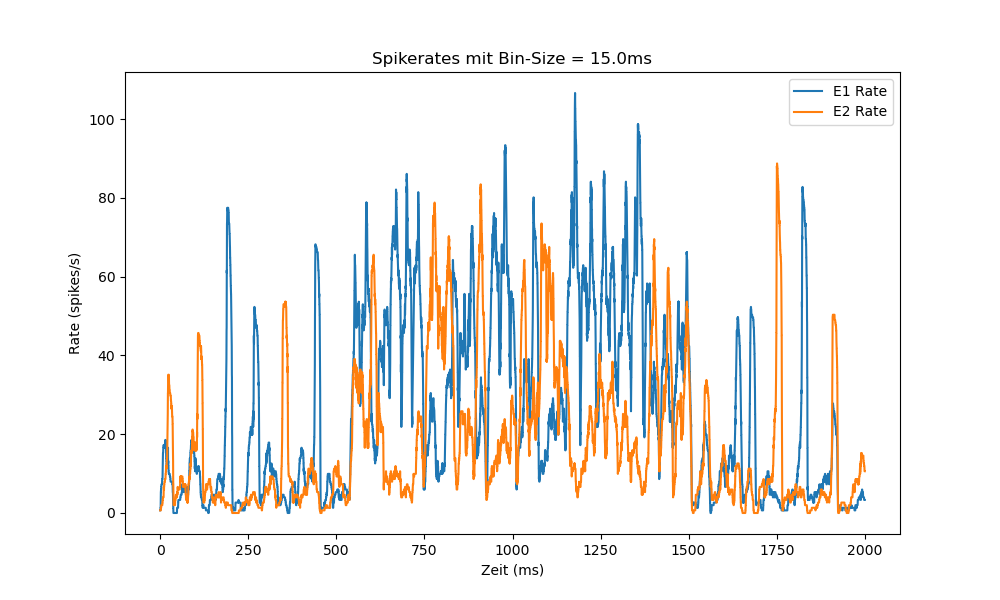 Spikerates mit Bin-Size = 15.0ms
E1 Rate
E2 Rate
100
80
60
40
20
0
Rate (spikes/s)
0 250 500 750 1000 1250 1500 1750 2000
Zeit (ms)